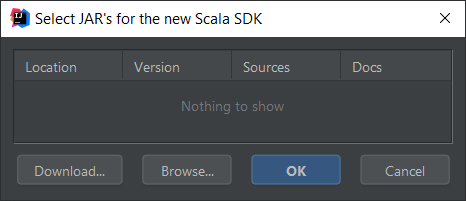 Select JAR's for the new Scala SDK
Location Version Sources Docs
Nothing to show
Download... Browse... OK Cancel